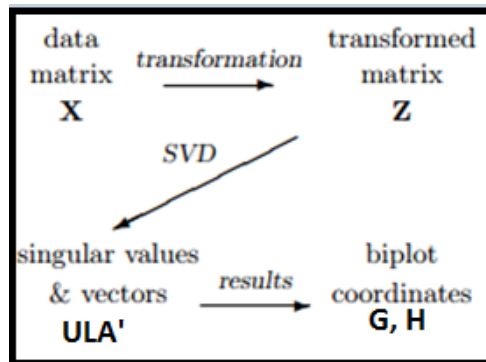 data
matrix
X
transformation
transformed
matrix
Z
SVD
singular values
& vectors
ULA'
results
biplot
coordinates
G, H